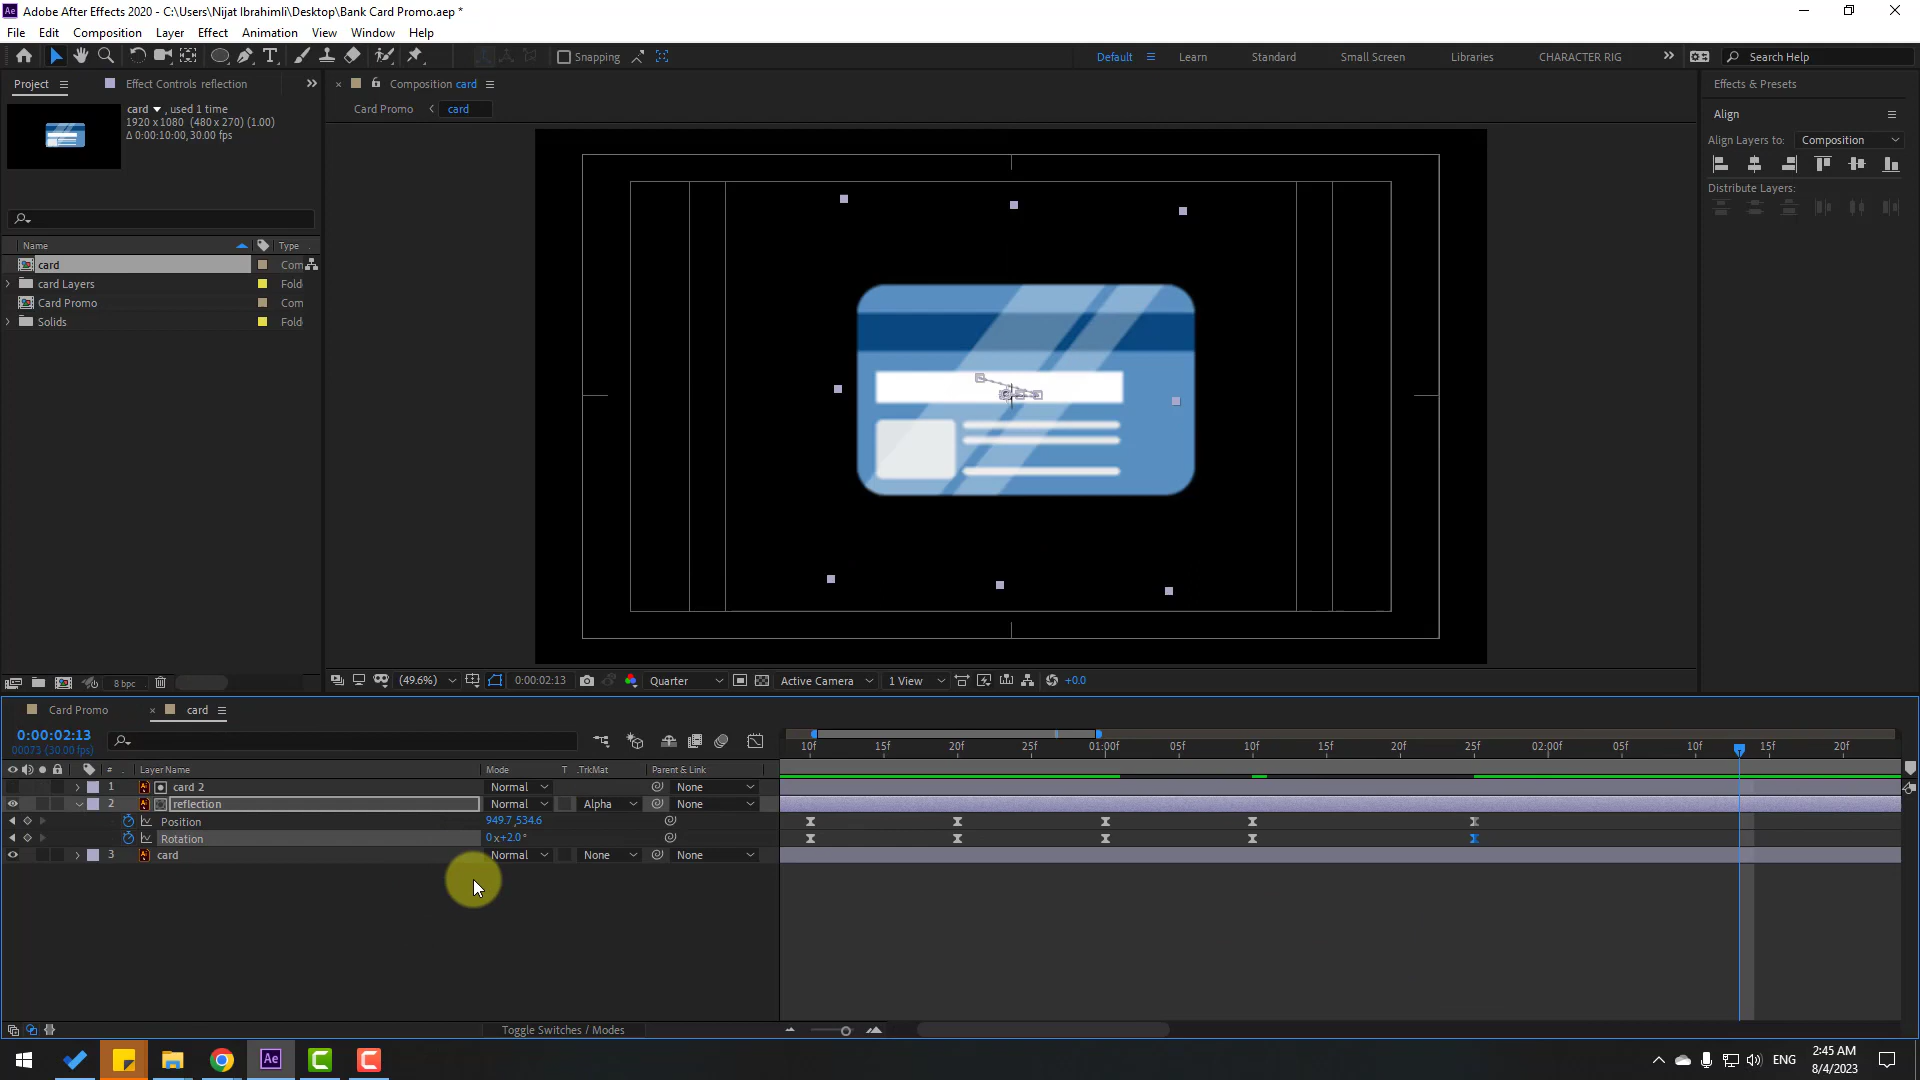 Adobe After Effects 2020 - C:\Users\Nijat Ibrahimli\Desktop\Bank Card Promo.aep *
File Edit Composition Layer Effect Animation View Window Help
Snapping
Default Learn Standard Small Screen Libraries CHARACTER RIG Search Help
Project Effect Controls reflection
Composition card
Effects & Presets
card , used 1 time
1920 x 1080 (480 x 270) (1.00)
Δ 0:00:10:00, 30.00 fps
Card Promo card
Align
Align Layers to: Composition
Distribute Layers:
Name Type
card Com
card Layers Fold
Card Promo Com
Solids Fold
8 bpc
(49.6%) 0:00:02:13 Quarter Active Camera 1 View +0.0
Card Promo card
0:00:02:13
00073 (30.00 fps)
10f 15f 20f 25f 01:00f 05f 10f 15f 20f 25f 02:00f 05f 10f 15f 20f
# Layer Name Mode T .TrkMat Parent & Link
1 card 2 Normal None
2 reflection Normal Alpha None
Position 949.7,534.6
Rotation 0x+2.0°
3 card Normal None None
Toggle Switches / Modes
ENG
2:45 AM
8/4/2023